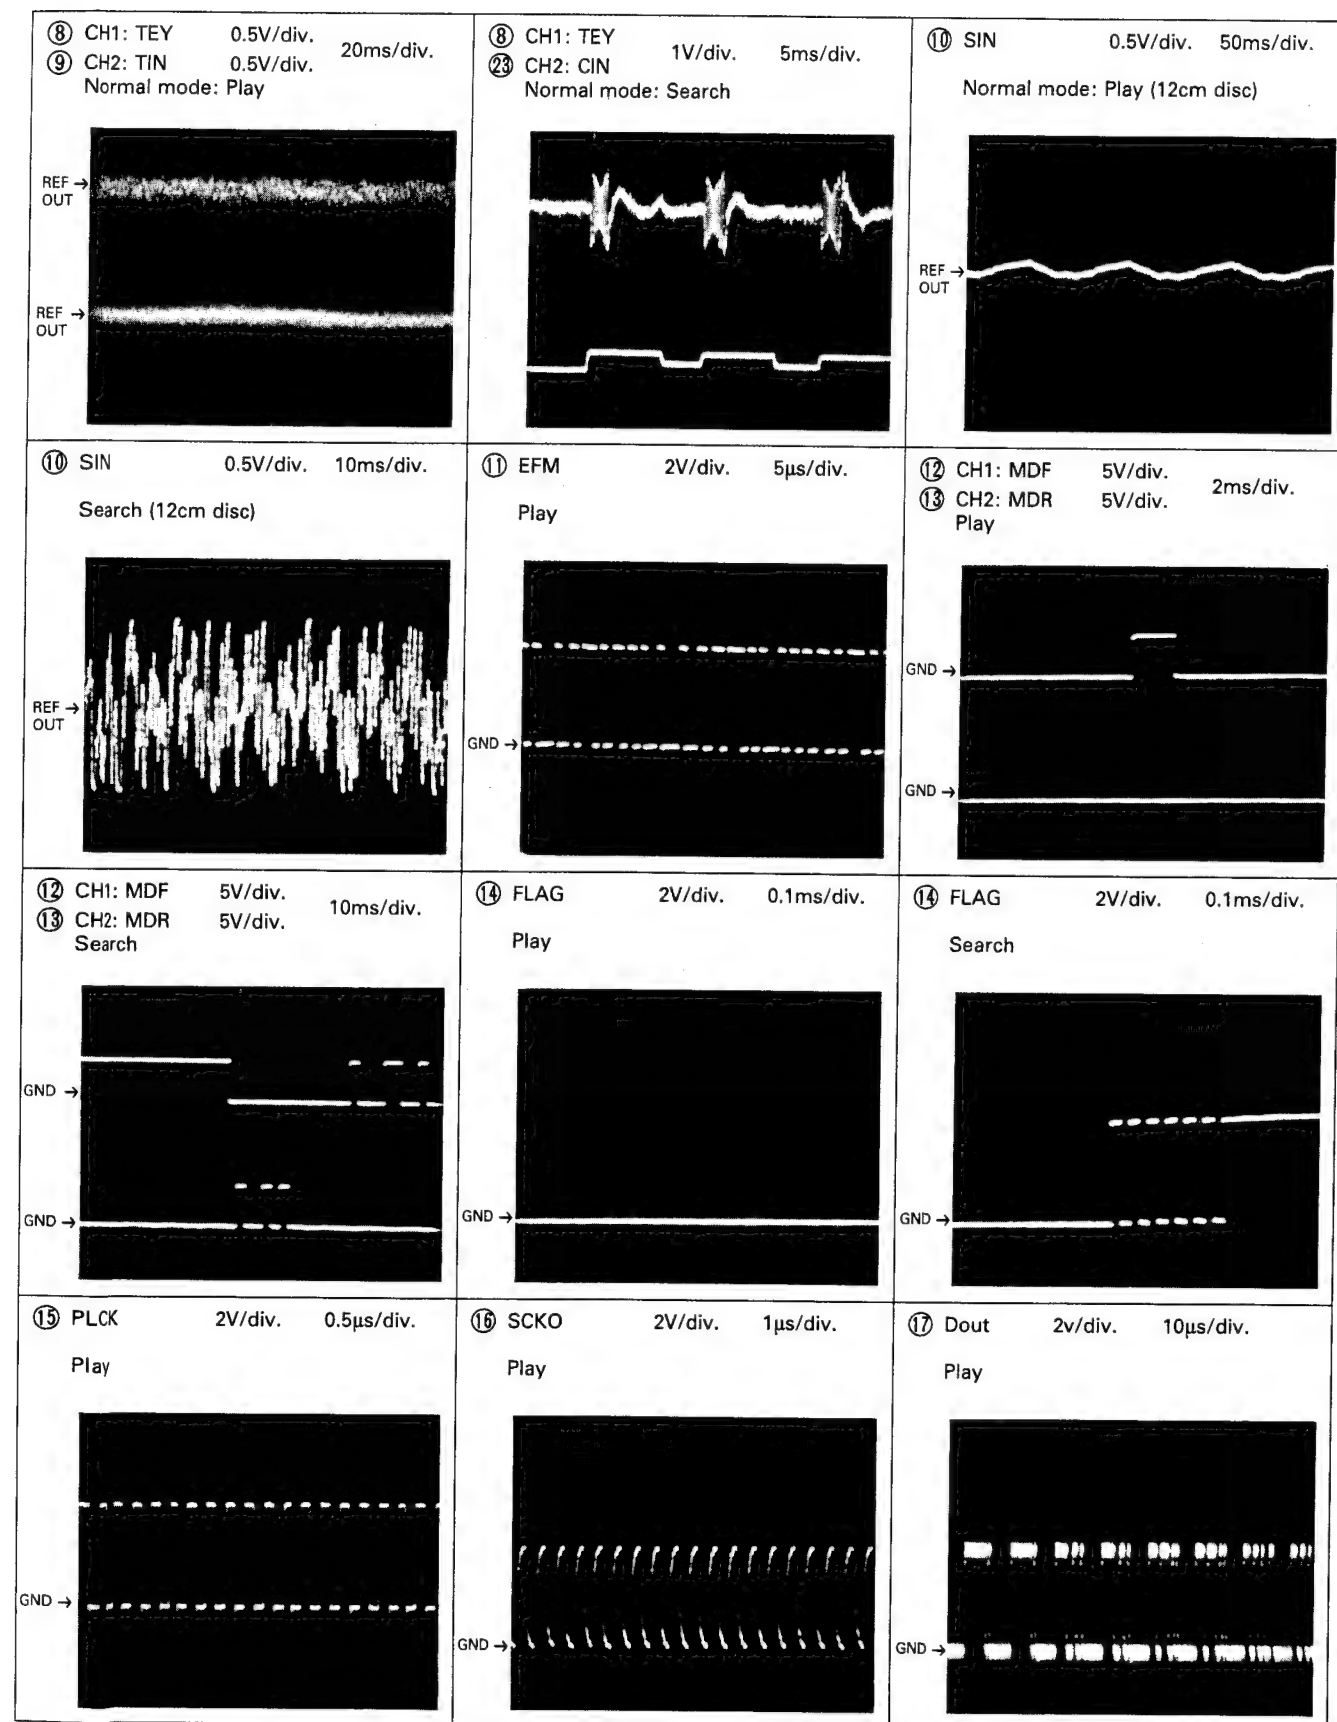 ⑧ CH1: TEY 0.5V/div. 20ms/div.
⑨ CH2: TIN 0.5V/div.
Normal mode: Play
REF →
OUT
REF →
OUT
⑧ CH1: TEY 1V/div. 5ms/div.
㉓ CH2: CIN
Normal mode: Search
⑩ SIN 0.5V/div. 50ms/div.
Normal mode: Play (12cm disc)
REF →
OUT
⑩ SIN 0.5V/div. 10ms/div.
Search (12cm disc)
REF →
OUT
⑪ EFM 2V/div. 5µs/div.
Play
GND →
⑫ CH1: MDF 5V/div. 2ms/div.
⑬ CH2: MDR 5V/div.
Play
GND →
GND →
⑫ CH1: MDF 5V/div. 10ms/div.
⑬ CH2: MDR 5V/div.
Search
GND →
GND →
⑭ FLAG 2V/div. 0.1ms/div.
Play
GND →
⑭ FLAG 2V/div. 0.1ms/div.
Search
GND →
⑮ PLCK 2V/div. 0.5µs/div.
Play
GND →
⑯ SCKO 2V/div. 1µs/div.
Play
GND →
⑰ Dout 2v/div. 10µs/div.
Play
GND →